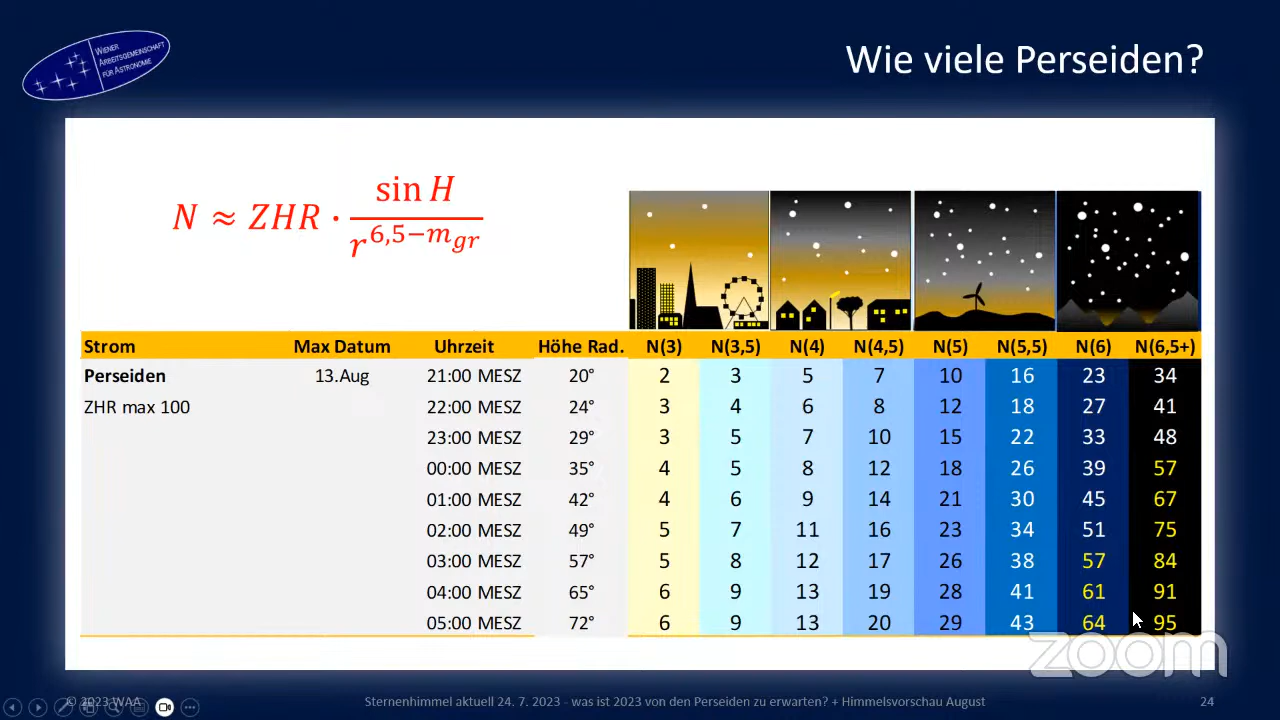 WIENER
ARBEITSGEMEINSCHAFT
FÜR ASTRONOMIE
Wie viele Perseiden?
N ≈ ZHR · sin H / r^(6,5−m_gr)
Strom Max Datum Uhrzeit Höhe Rad. N(3) N(3,5) N(4) N(4,5) N(5) N(5,5) N(6) N(6,5+)
Perseiden 13.Aug 21:00 MESZ 20° 2 3 5 7 10 16 23 34
ZHR max 100 22:00 MESZ 24° 3 4 6 8 12 18 27 41
23:00 MESZ 29° 3 5 7 10 15 22 33 48
00:00 MESZ 35° 4 5 8 12 18 26 39 57
01:00 MESZ 42° 4 6 9 14 21 30 45 67
02:00 MESZ 49° 5 7 11 16 23 34 51 75
03:00 MESZ 57° 5 8 12 17 26 38 57 84
04:00 MESZ 65° 6 9 13 19 28 41 61 91
05:00 MESZ 72° 6 9 13 20 29 43 64 95
zoom
© 2023 WAA Sternenhimmel aktuell 24. 7. 2023 - was ist 2023 von den Perseiden zu erwarten? + Himmelsvorschau August 24